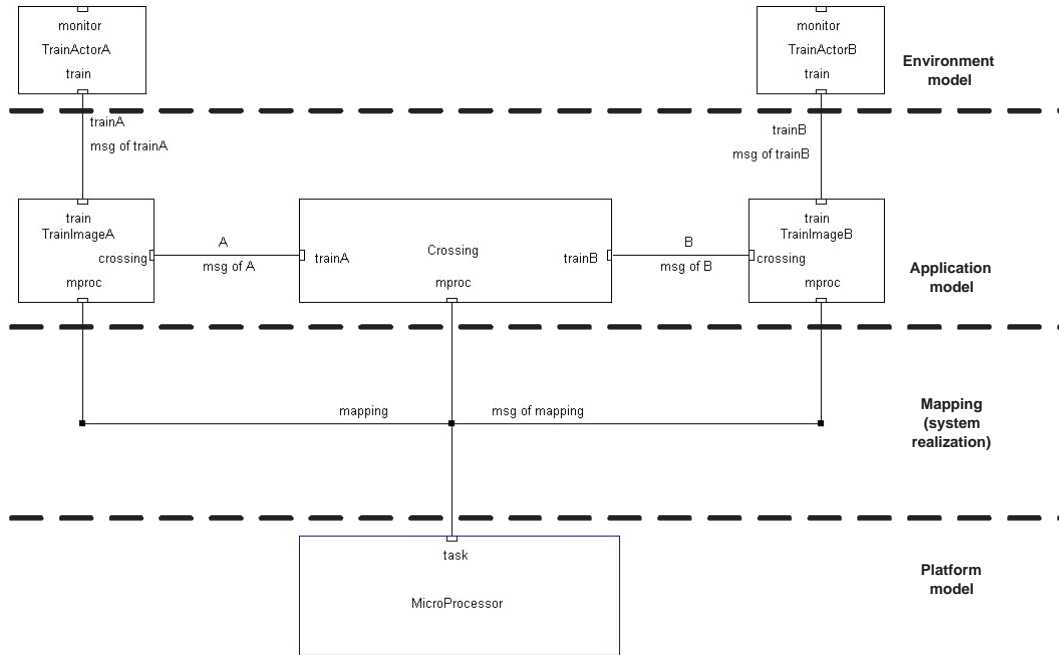 monitor
TrainActorA
train
monitor
TrainActorB
train
Environment
model
trainA
msg of trainA
trainB
msg of trainB
train
TrainImageA
crossing
mproc
A
msg of A
trainA
Crossing
trainB
mproc
B
msg of B
train
TrainImageB
crossing
mproc
Application
model
mapping
msg of mapping
Mapping
(system
realization)
task
MicroProcessor
Platform
model